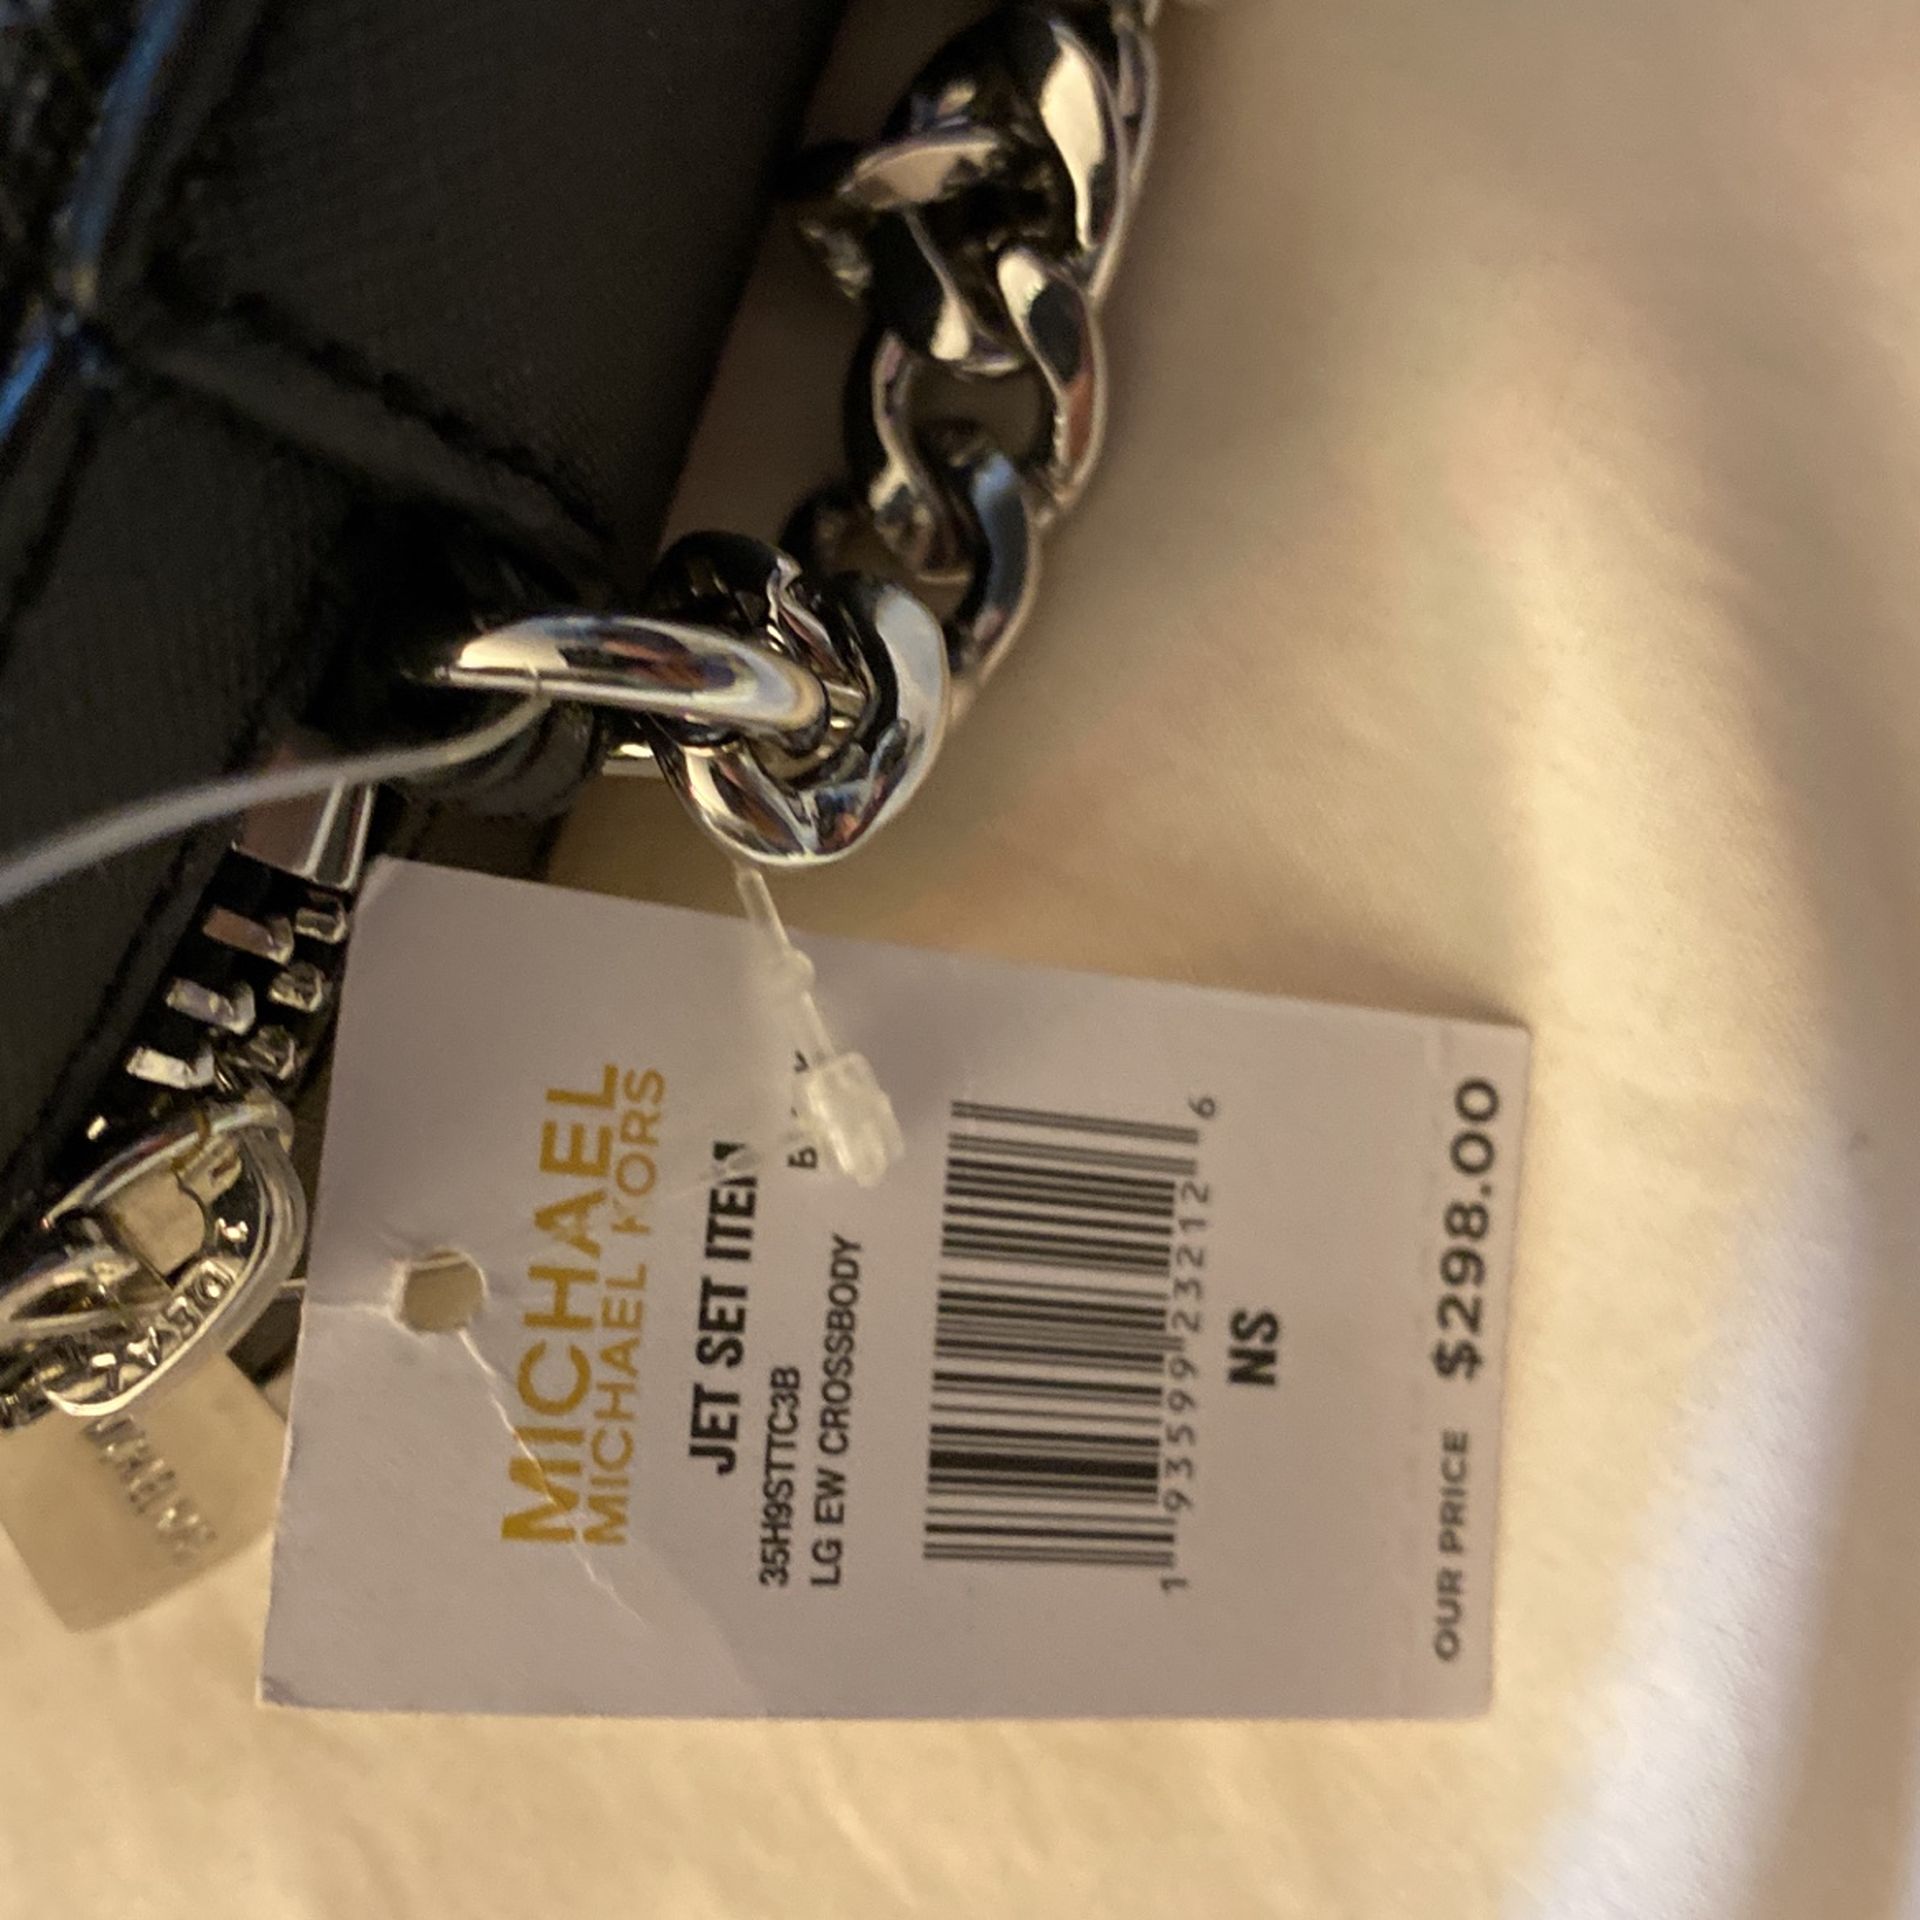 MICHAEL
MICHAEL KORS
JET SET ITEM
35H9STTC3B
LG EW CROSSBODY
1 93599 23212 6
NS
OUR PRICE $298.00